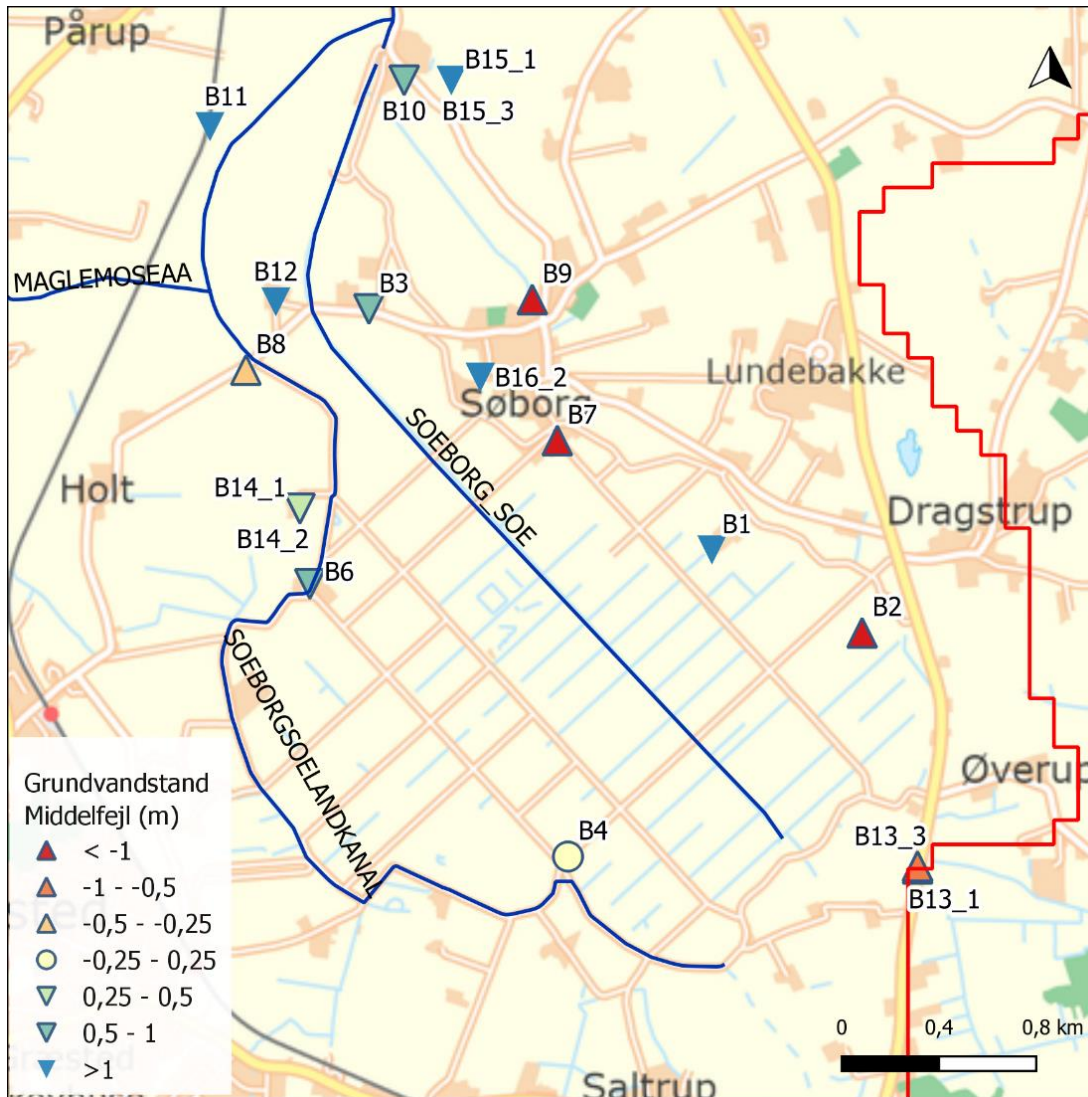 Pårup
B15_1
B11
B10
B15_3
MAGLEMOSEAA
B12
B3
B9
B8
Lundebakke
B16_2
Søborg
B7
SOEBORG_SOE
Holt
B14_1
Dragstrup
B14_2
B1
B6
B2
SOEBORGSOELANDKANAL
Øverup
Grundvandstand
Middelfejl (m)
< -1
-1 - -0,5
-0,5 - -0,25
-0,25 - 0,25
0,25 - 0,5
0,5 - 1
>1
B4
B13_3
B13_1
0 0,4 0,8 km
Saltrup